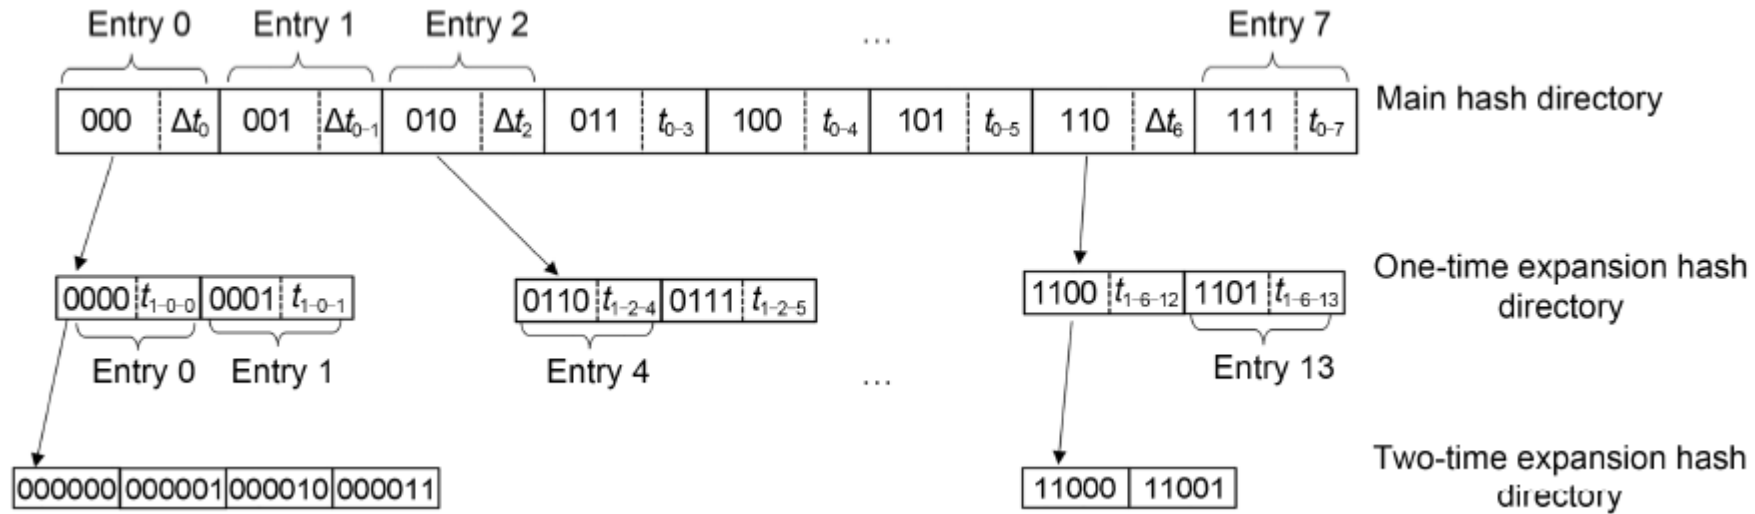 Entry 0 Entry 1 Entry 2 ... Entry 7
000 Δt0 001 Δt0-1 010 Δt2 011 t0-3 100 t0-4 101 t0-5 110 Δt6 111 t0-7 Main hash directory
0000 t1-0-0 0001 t1-0-1 0110 t1-2-4 0111 t1-2-5 1100 t1-6-12 1101 t1-6-13 One-time expansion hash
directory
Entry 0 Entry 1 Entry 4 ... Entry 13
000000 000001 000010 000011 11000 11001 Two-time expansion hash
directory